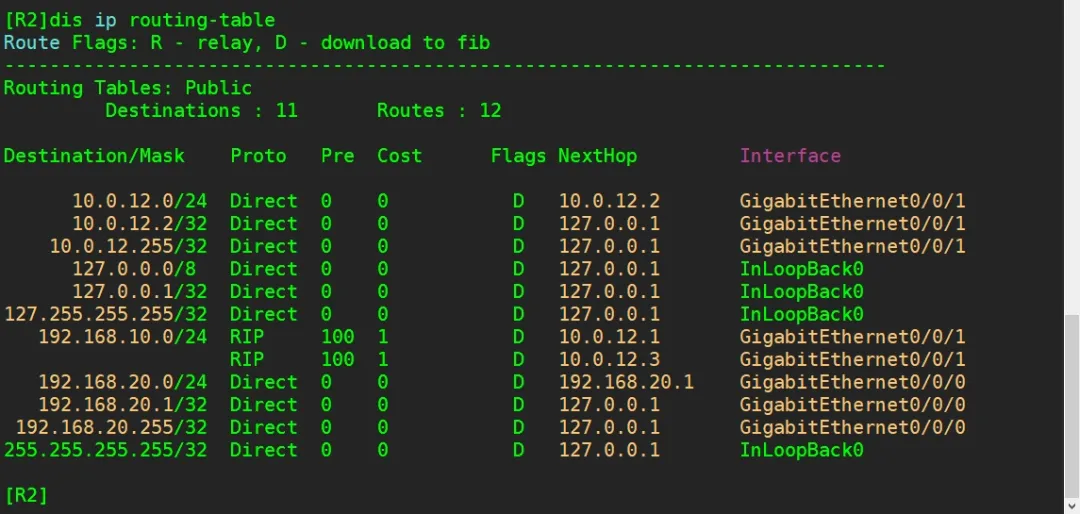 [R2]dis ip routing-table
Route Flags: R - relay, D - download to fib
------------------------------------------------------------------------------
Routing Tables: Public
         Destinations : 11       Routes : 12
Destination/Mask    Proto   Pre  Cost      Flags NextHop         Interface
10.0.12.0/24  Direct  0    0           D   10.0.12.2       GigabitEthernet0/0/1
10.0.12.2/32  Direct  0    0           D   127.0.0.1       GigabitEthernet0/0/1
10.0.12.255/32  Direct  0    0           D   127.0.0.1       GigabitEthernet0/0/1
127.0.0.0/8   Direct  0    0           D   127.0.0.1       InLoopBack0
127.0.0.1/32  Direct  0    0           D   127.0.0.1       InLoopBack0
127.255.255.255/32  Direct  0    0           D   127.0.0.1       InLoopBack0
192.168.10.0/24  RIP     100  1           D   10.0.12.1       GigabitEthernet0/0/1
RIP     100  1           D   10.0.12.3       GigabitEthernet0/0/1
192.168.20.0/24  Direct  0    0           D   192.168.20.1    GigabitEthernet0/0/0
192.168.20.1/32  Direct  0    0           D   127.0.0.1       GigabitEthernet0/0/0
192.168.20.255/32  Direct  0    0           D   127.0.0.1       GigabitEthernet0/0/0
255.255.255.255/32  Direct  0    0           D   127.0.0.1       InLoopBack0
[R2]